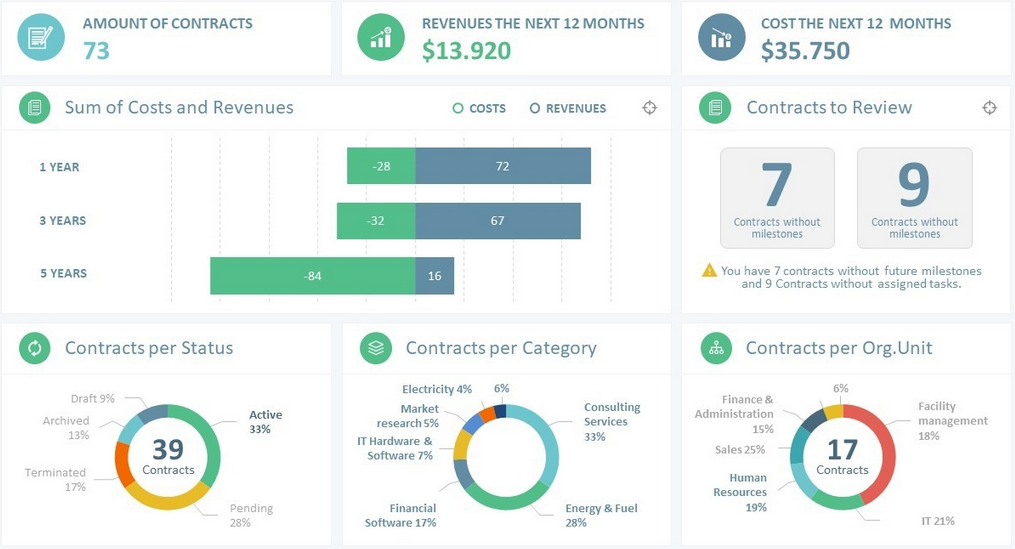 AMOUNT OF CONTRACTS
73
REVENUES THE NEXT 12 MONTHS
$13.920
COST THE NEXT 12 MONTHS
$35.750
Sum of Costs and Revenues
COSTS
REVENUES
1 YEAR
-28
72
3 YEARS
-32
67
5 YEARS
-84
16
Contracts to Review
7
Contracts without
milestones
9
Contracts without
milestones
You have 7 contracts without future milestones
and 9 Contracts without assigned tasks.
Contracts per Status
Draft 9%
Archived
13%
Terminated
17%
Active
33%
Pending
28%
39
Contracts
Contracts per Category
Electricity 4%
6%
Market
research 5%
IT Hardware &
Software 7%
Financial
Software 17%
Consulting
Services
33%
Energy & Fuel
28%
Contracts per Org.Unit
6%
Finance &
Administration
15%
Sales 25%
Human
Resources
19%
Facility
management
18%
IT 21%
17
Contracts